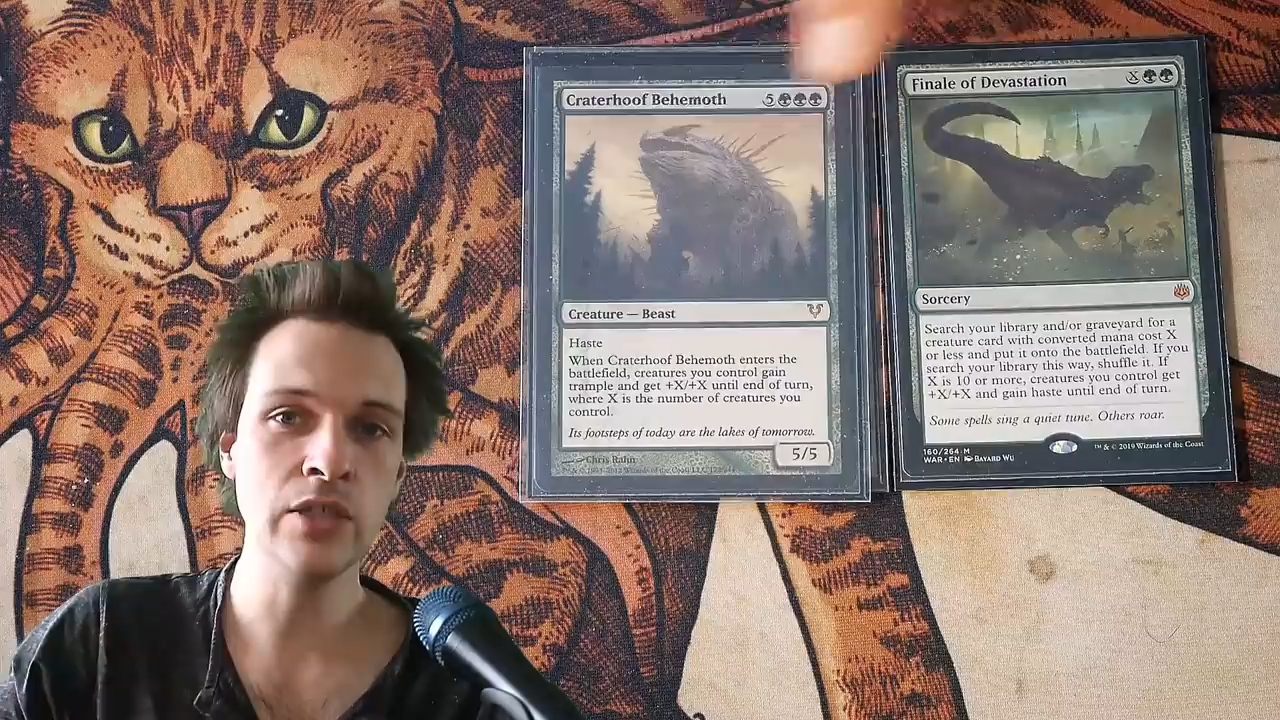 Craterhoof Behemoth
5
Creature — Beast
Haste
When Craterhoof Behemoth enters the
battlefield, creatures you control gain
trample and get +X/+X until end of turn,
where X is the number of creatures you
control.
Its footsteps of today are the lakes of tomorrow.
5/5
Chris Rahn
Finale of Devastation
X
Sorcery
Search your library and/or graveyard for a
creature card with converted mana cost X
or less and put it onto the battlefield. If you
search your library this way, shuffle it. If
X is 10 or more, creatures you control get
+X/+X and gain haste until end of turn.
Some spells sing a quiet tune. Others roar.
160/264 M
WAR • EN Bayard Wu
™ & © 2019 Wizards of the Coast